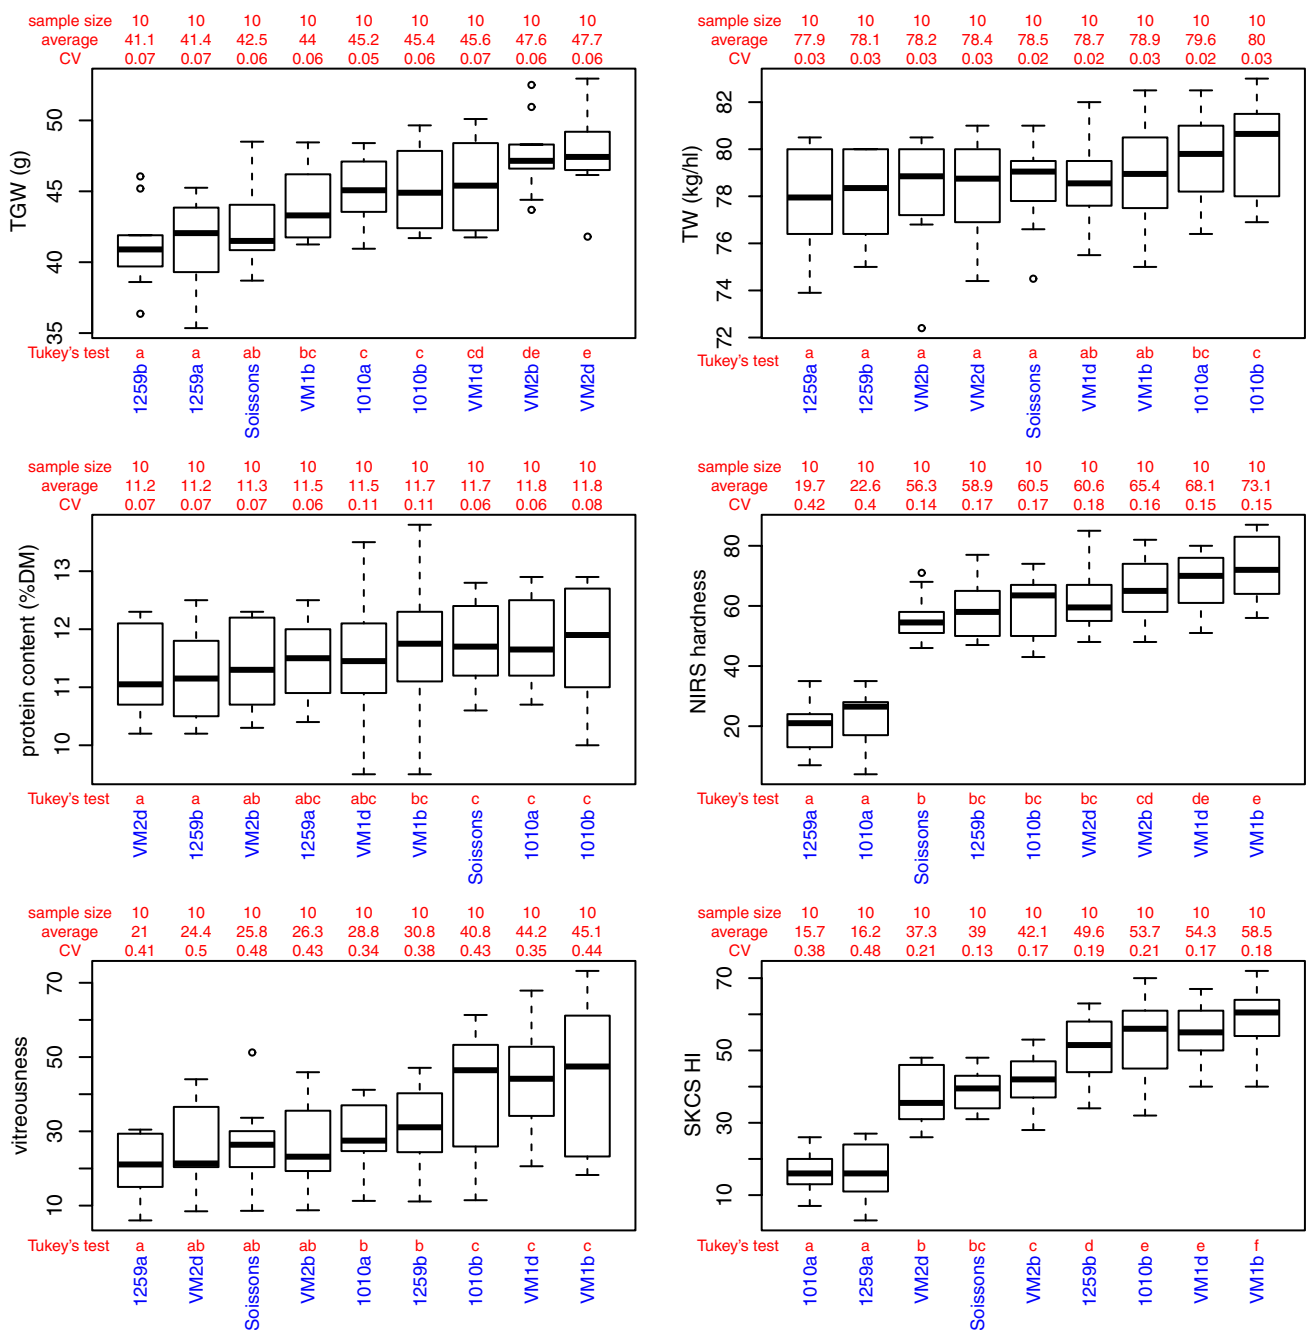 sample size 10 10 10 10 10 10 10 10 10
average 41.1 41.4 42.5 44 45.2 45.4 45.6 47.6 47.7
CV 0.07 0.07 0.06 0.06 0.05 0.06 0.07 0.06 0.06
TGW (g)
50
45
40
35
Tukey's test a a ab bc c c cd de e
1259b 1259a Soissons VM1b 1010a 1010b VM1d VM2b VM2d
sample size 10 10 10 10 10 10 10 10 10
average 77.9 78.1 78.2 78.4 78.5 78.7 78.9 79.6 80
CV 0.03 0.03 0.03 0.03 0.02 0.02 0.03 0.02 0.03
TW (kg/hl)
82
80
78
76
74
72
Tukey's test a a a a a ab ab bc c
1259a 1259b VM2b VM2d Soissons VM1d VM1b 1010a 1010b
sample size 10 10 10 10 10 10 10 10 10
average 11.2 11.2 11.3 11.5 11.5 11.7 11.7 11.8 11.8
CV 0.07 0.07 0.07 0.06 0.11 0.11 0.06 0.06 0.08
protein content (%DM)
13
12
11
10
Tukey's test a a ab abc abc bc c c c
VM2d 1259b VM2b 1259a VM1d VM1b Soissons 1010a 1010b
sample size 10 10 10 10 10 10 10 10 10
average 19.7 22.6 56.3 58.9 60.5 60.6 65.4 68.1 73.1
CV 0.42 0.4 0.14 0.17 0.17 0.18 0.16 0.15 0.15
NIRS hardness
80
60
40
20
Tukey's test a a b bc bc bc cd de e
1259a 1010a Soissons 1259b 1010b VM2d VM2b VM1d VM1b
sample size 10 10 10 10 10 10 10 10 10
average 21 24.4 25.8 26.3 28.8 30.8 40.8 44.2 45.1
CV 0.41 0.5 0.48 0.43 0.34 0.38 0.43 0.35 0.44
vitreousness
70
50
30
10
Tukey's test a ab ab ab b b c c c
1259a VM2d Soissons VM2b 1010a 1259b 1010b VM1d VM1b
sample size 10 10 10 10 10 10 10 10 10
average 15.7 16.2 37.3 39 42.1 49.6 53.7 54.3 58.5
CV 0.38 0.48 0.21 0.13 0.17 0.19 0.21 0.17 0.18
SKCS HI
70
50
30
10
Tukey's test a a b bc c d e e f
1010a 1259a VM2d Soissons VM2b 1259b 1010b VM1d VM1b